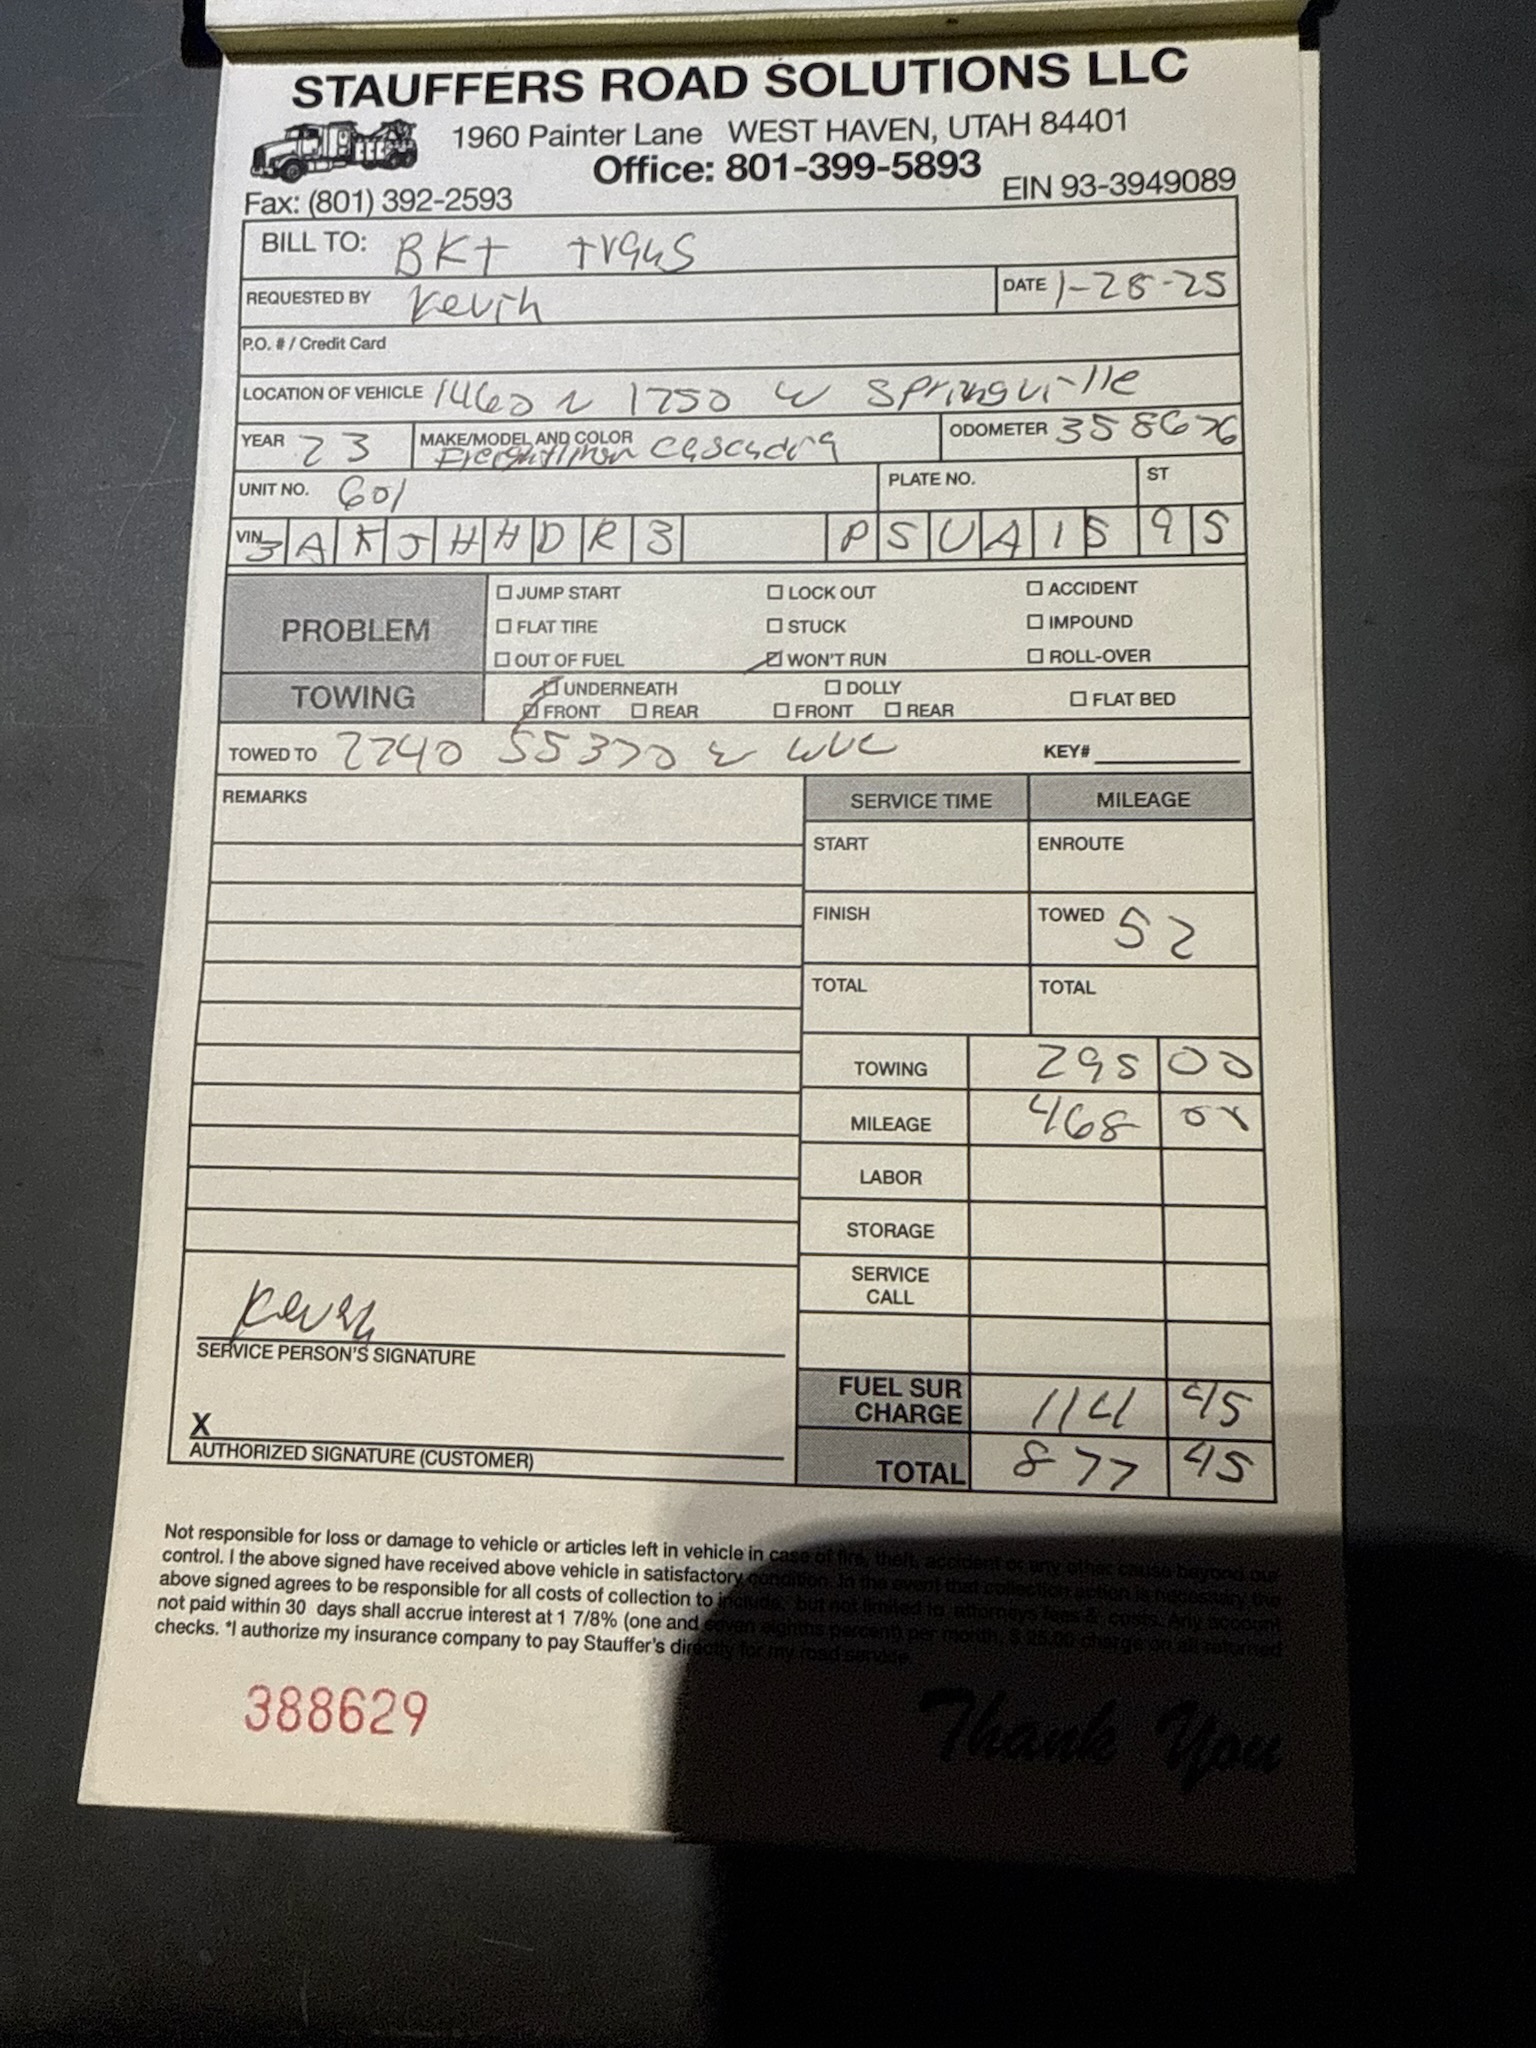 STAUFFERS ROAD SOLUTIONS LLC
1960 Painter Lane WEST HAVEN, UTAH 84401
Office: 801-399-5893
Fax: (801) 392-2593 EIN 93-3949089
BILL TO: BKT trans
REQUESTED BY Kevin DATE 1-28-25
P.O. # / Credit Card
LOCATION OF VEHICLE 1460 N 1750 W Springville
YEAR 23 MAKE/MODEL AND COLOR Freightliner Cascadia ODOMETER 358676
UNIT NO. 601 PLATE NO. ST
VIN 3 A K J H H D R 3 P S U A 1 5 9 5
PROBLEM
JUMP START LOCK OUT ACCIDENT
FLAT TIRE STUCK IMPOUND
OUT OF FUEL WON'T RUN ROLL-OVER
TOWING
UNDERNEATH DOLLY FLAT BED
FRONT REAR FRONT REAR
TOWED TO 2240 S 5370 W WVC KEY#
REMARKS SERVICE TIME MILEAGE
START ENROUTE
FINISH TOWED 52
TOTAL TOTAL
TOWING 295 00
MILEAGE 468 00
LABOR
STORAGE
SERVICE CALL
Kevin
SERVICE PERSON'S SIGNATURE
FUEL SUR CHARGE 114 45
X
AUTHORIZED SIGNATURE (CUSTOMER)
TOTAL 877 45
Not responsible for loss or damage to vehicle or articles left in vehicle in case of fire, theft, accident or any other cause beyond our
control. I the above signed have received above vehicle in satisfactory condition. In the event that collection action is necessary the
above signed agrees to be responsible for all costs of collection to include, but not limited to attorneys fees & costs. Any account
not paid within 30 days shall accrue interest at 1 7/8% (one and seven eighths percent) per month. $ 35.00 charge on all returned
checks. *I authorize my insurance company to pay Stauffer's directly for my road service.
388629
Thank You